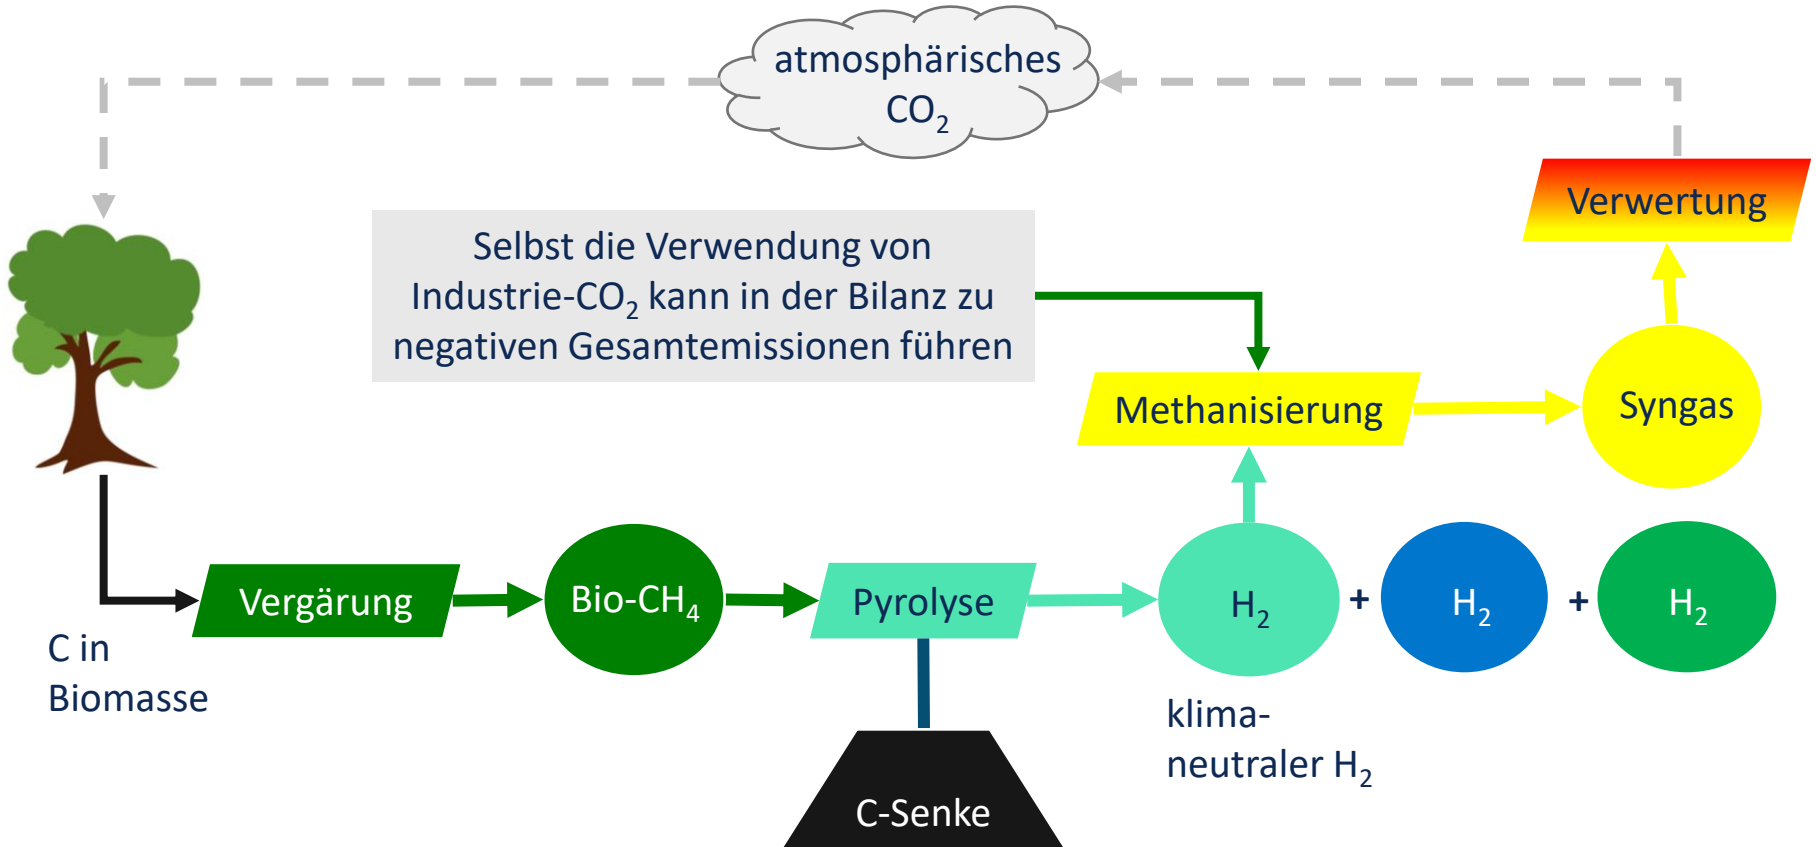 atmosphärisches
CO₂
Verwertung
Selbst die Verwendung von
Industrie-CO₂ kann in der Bilanz zu
negativen Gesamtemissionen führen
Methanisierung
Syngas
Vergärung
Bio-CH₄
Pyrolyse
H₂
+
H₂
+
H₂
C in
Biomasse
klima-
neutraler H₂
C-Senke